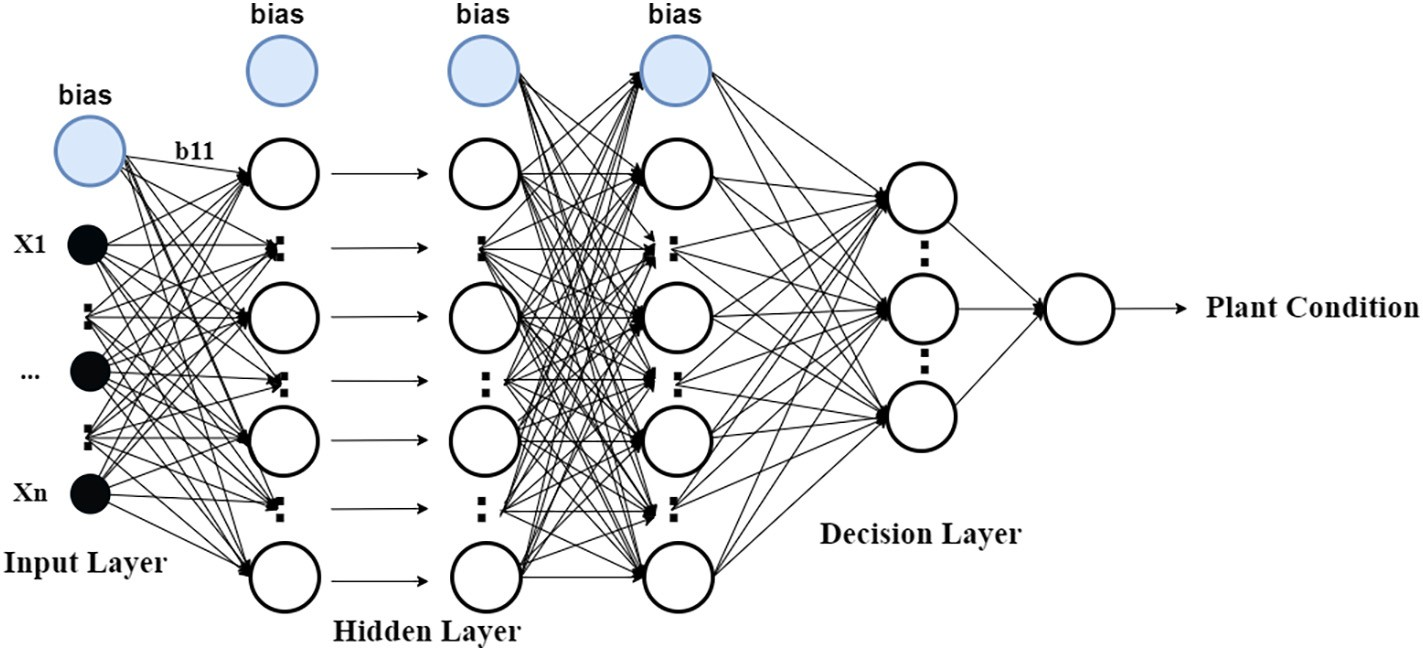 bias
bias
bias
bias
b11
X1
...
Xn
Input Layer
Hidden Layer
Decision Layer
Plant Condition